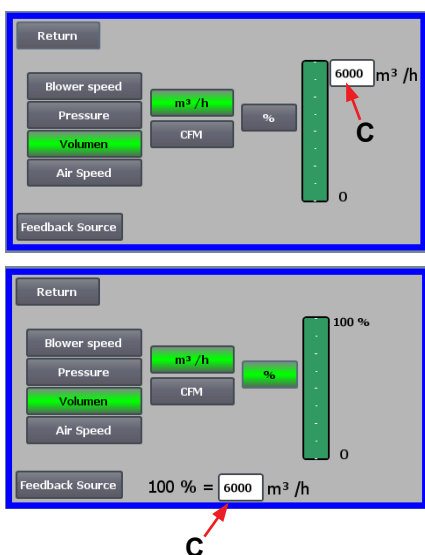 Return
Blower speed
Pressure
Volumen
Air Speed
m³ /h
CFM
%
6000 m³ /h
C
0
Feedback Source
Return
Blower speed
Pressure
Volumen
Air Speed
m³ /h
CFM
%
100 %
0
Feedback Source
100 % = 6000 m³ /h
C